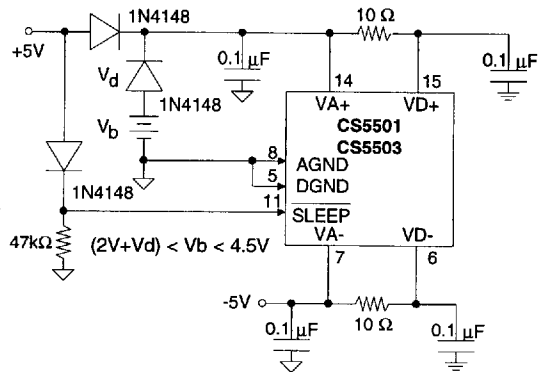 1N4148
10 Ω
+5V
0.1 µF
0.1 µF
Vd
1N4148
14
15
VA+
VD+
Vb
CS5501
CS5503
8
AGND
5
DGND
1N4148
11
SLEEP
47kΩ
(2V+Vd) < Vb < 4.5V
VA-
VD-
7
6
-5V
0.1 µF
10 Ω
0.1 µF